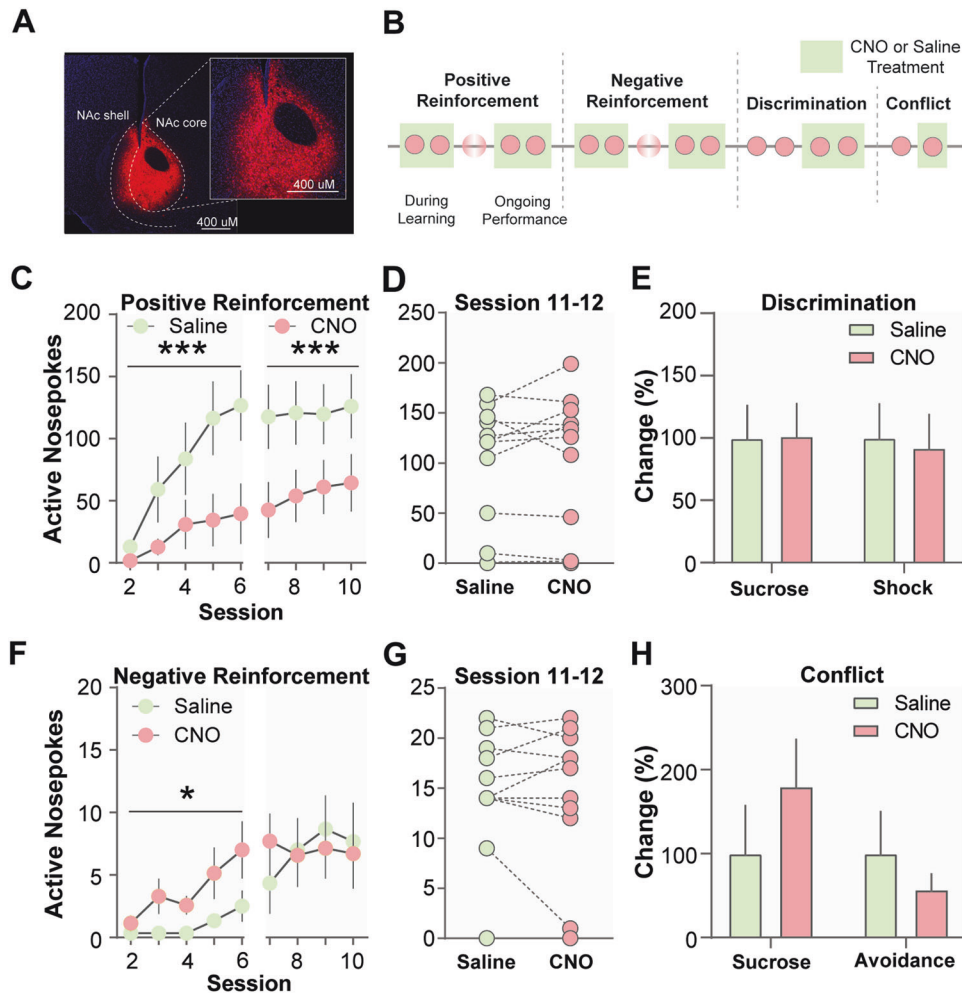 A
NAc shell
NAc core
400 uM
400 uM
B
CNO or Saline
Treatment
Positive
Reinforcement
Negative
Reinforcement
Discrimination
Conflict
During
Learning
Ongoing
Performance
C
Positive Reinforcement
Saline
CNO
***
***
200
150
100
50
0
Active Nosepokes
2
4
6
8
10
Session
D
Session 11-12
250
200
150
100
50
0
Saline
CNO
E
Discrimination
Saline
CNO
200
150
100
50
0
Change (%)
Sucrose
Shock
F
Negative Reinforcement
Saline
CNO
*
20
15
10
5
0
Active Nosepokes
2
4
6
8
10
Session
G
Session 11-12
25
20
15
10
5
0
Saline
CNO
H
Conflict
Saline
CNO
300
200
100
0
Change (%)
Sucrose
Avoidance